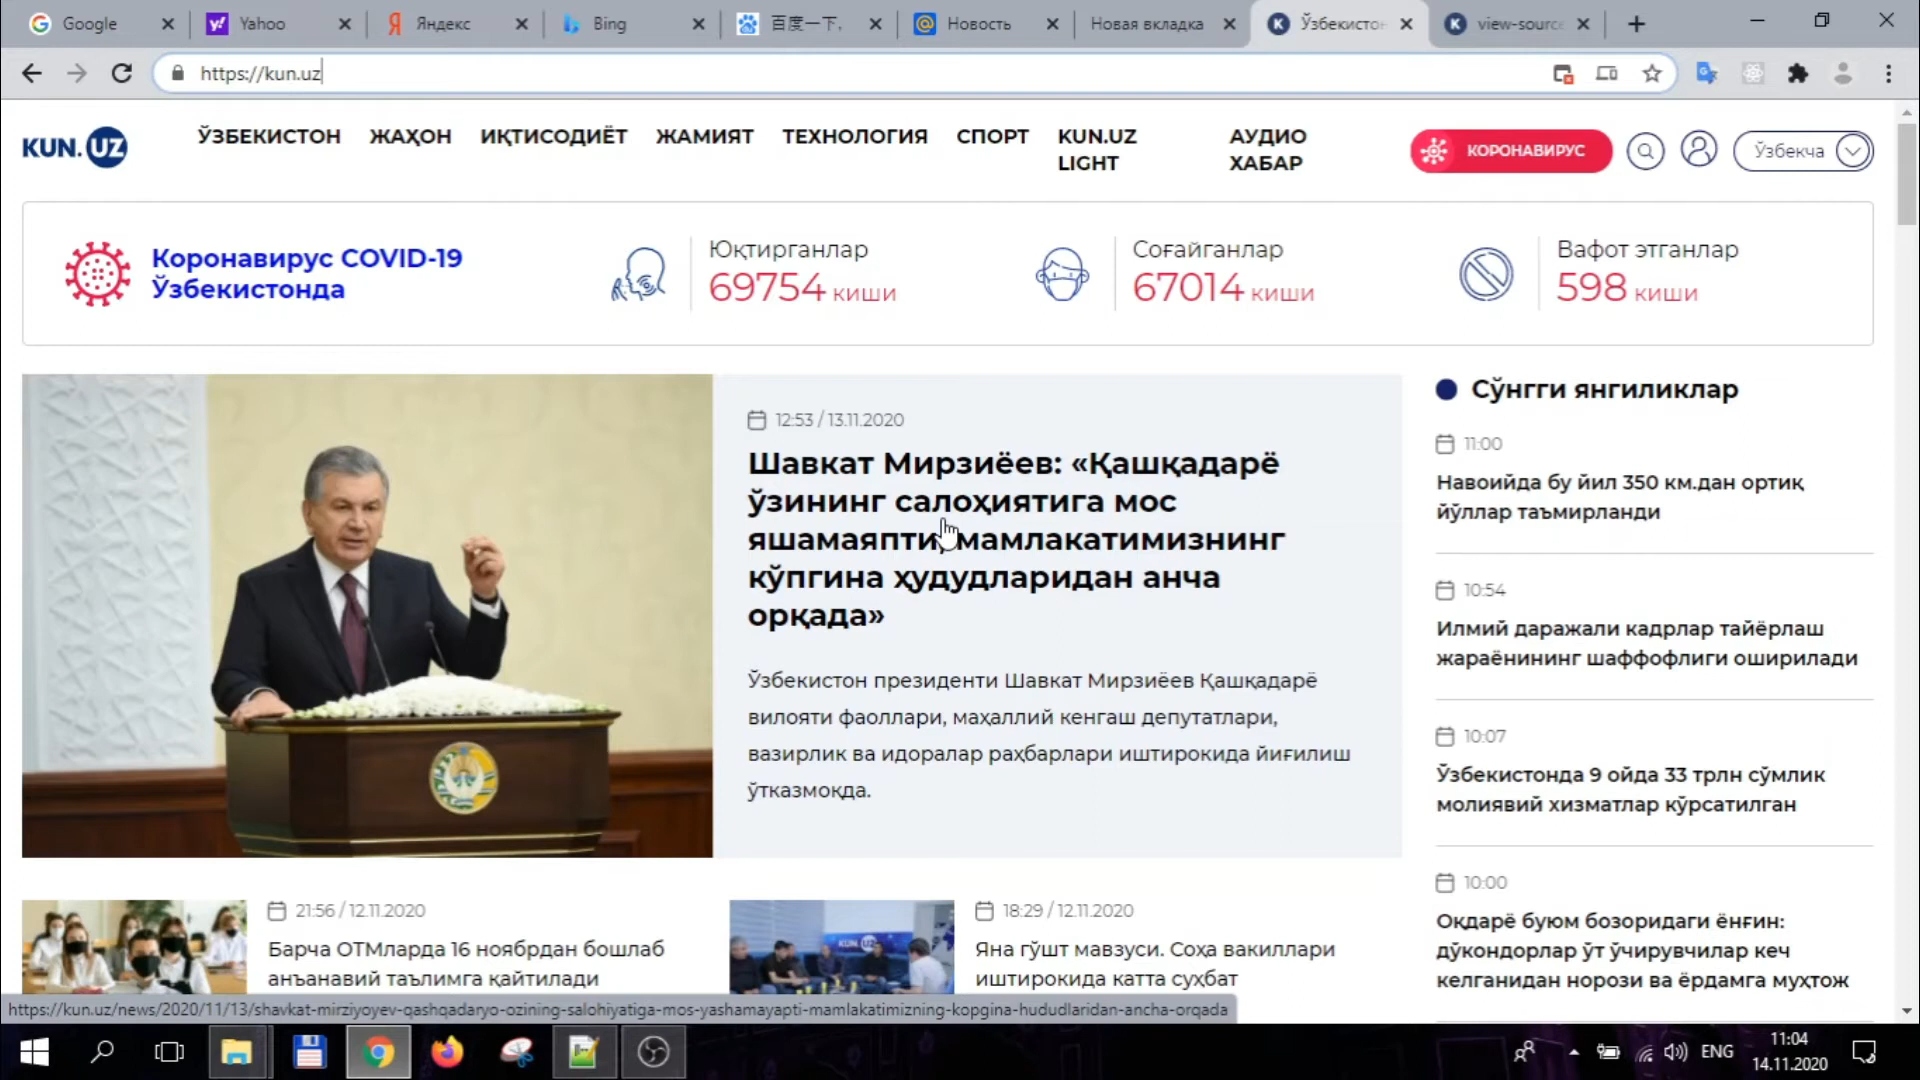 Google
Yahoo
Яндекс
Bing
百度一下,
Новость
Новая вкладка
Ўзбекистон
view-source
https://kun.uz
KUN.UZ
ЎЗБЕКИСТОН
ЖАҲОН
ИҚТИСОДИЁТ
ЖАМИЯТ
ТЕХНОЛОГИЯ
СПОРТ
KUN.UZ
LIGHT
АУДИО
ХАБАР
КОРОНАВИРУС
Ўзбекча
Коронавирус COVID-19
Ўзбекистонда
Юқтирганлар
69754 киши
Соғайганлар
67014 киши
Вафот этганлар
598 киши
12:53 / 13.11.2020
Шавкат Мирзиёев: «Қашқадарё
ўзининг салоҳиятига мос
яшамаяпти, мамлакатимизнинг
кўпгина ҳудудларидан анча
орқада»
Ўзбекистон президенти Шавкат Мирзиёев Қашқадарё
вилояти фаоллари, маҳаллий кенгаш депутатлари,
вазирлик ва идоралар раҳбарлари иштирокида йиғилиш
ўтказмоқда.
Сўнгги янгиликлар
11:00
Навоийда бу йил 350 км.дан ортиқ
йўллар таъмирланди
10:54
Илмий даражали кадрлар тайёрлаш
жараёнининг шаффофлиги оширилади
10:07
Ўзбекистонда 9 ойда 33 трлн сўмлик
молиявий хизматлар кўрсатилган
10:00
Оқдарё буюм бозоридаги ёнғин:
дўкондорлар ўт ўчирувчилар кеч
келганидан норози ва ёрдамга муҳтож
21:56 / 12.11.2020
Барча ОТМларда 16 ноябрдан бошлаб
анъанавий таълимга қайтилади
KUN.UZ
18:29 / 12.11.2020
Яна гўшт мавзуси. Соҳа вакиллари
иштирокида катта суҳбат
https://kun.uz/news/2020/11/13/shavkat-mirziyoyev-qashqadaryo-ozining-salohiyatiga-mos-yashamayapti-mamlakatimizning-kopgina-hududlaridan-ancha-orqada
ENG
11:04
14.11.2020